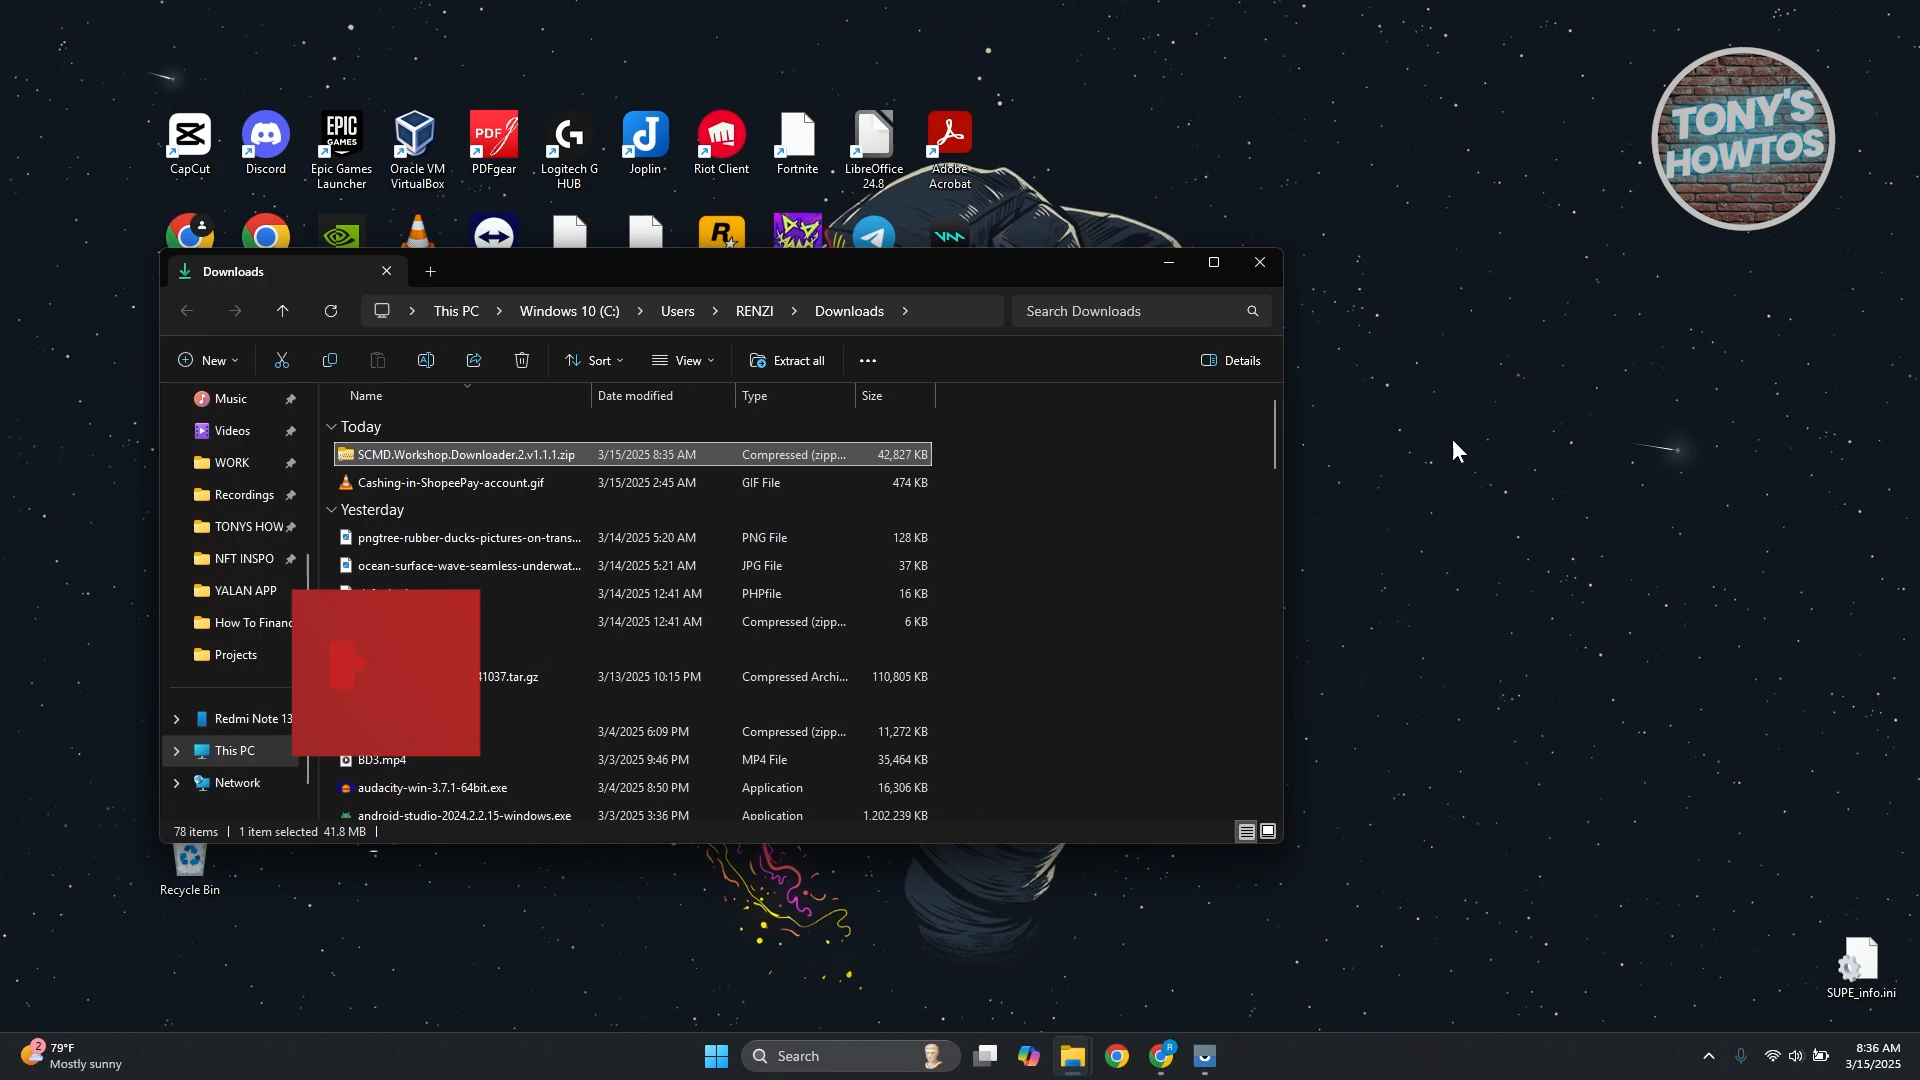 TONY'S
HOWTOS
CapCut
Discord
Epic Games
Launcher
Oracle VM
VirtualBox
PDFgear
Logitech G
HUB
Joplin
Riot Client
Fortnite
LibreOffice
24.8
Adobe
Acrobat
EPIC
GAMES
PDF
Downloads
This PC
Windows 10 (C:)
Users
RENZI
Downloads
Search Downloads
New
Sort
View
Extract all
Details
Music
Videos
WORK
Recordings
TONYS HOW
NFT INSPO
YALAN APP
How To Financ
Projects
Redmi Note 13
This PC
Network
Name Date modified Type Size
Today
SCMD.Workshop.Downloader.2.v1.1.1.zip 3/15/2025 8:35 AM Compressed (zipp... 42,827 KB
Cashing-in-ShopeePay-account.gif 3/15/2025 2:45 AM GIF File 474 KB
Yesterday
pngtree-rubber-ducks-pictures-on-trans... 3/14/2025 5:20 AM PNG File 128 KB
ocean-surface-wave-seamless-underwat... 3/14/2025 5:21 AM JPG File 37 KB
3/14/2025 12:41 AM PHPfile 16 KB
3/14/2025 12:41 AM Compressed (zipp... 6 KB
41037.tar.gz 3/13/2025 10:15 PM Compressed Archi... 110,805 KB
3/4/2025 6:09 PM Compressed (zipp... 11,272 KB
BD3.mp4 3/3/2025 9:46 PM MP4 File 35,464 KB
audacity-win-3.7.1-64bit.exe 3/4/2025 8:50 PM Application 16,306 KB
android-studio-2024.2.2.15-windows.exe 3/3/2025 3:36 PM Application 1,202,239 KB
78 items 1 item selected 41.8 MB
Recycle Bin
SUPE_info.ini
2
79°F
Mostly sunny
Search
R
8:36 AM
3/15/2025